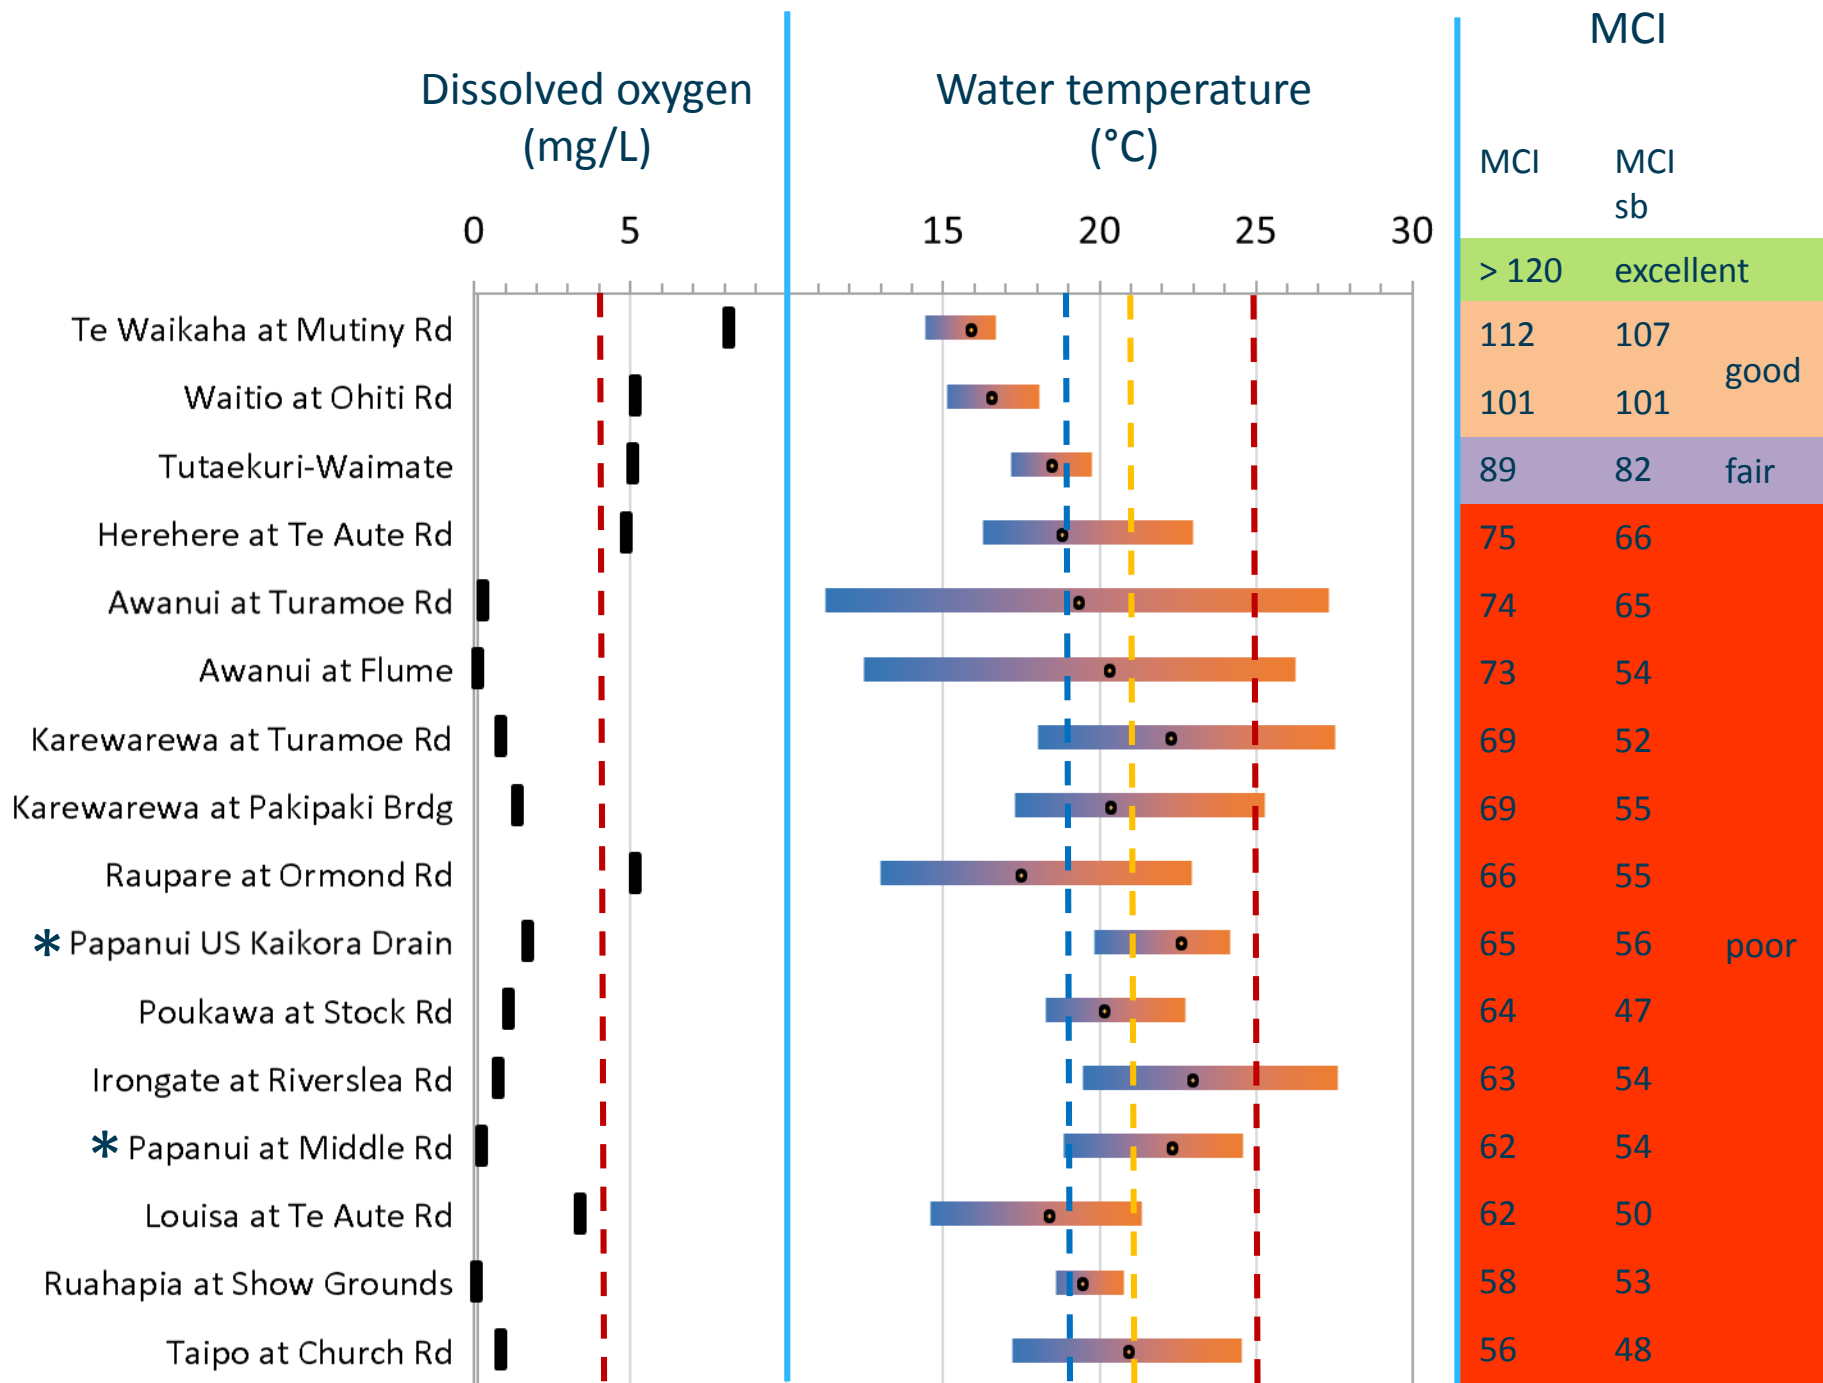 MCI
Dissolved oxygen
(mg/L)
Water temperature
(°C)
MCI
MCI
sb
0 5
15 20 25 30
> 120 excellent
Te Waikaha at Mutiny Rd 112 107
good
Waitio at Ohiti Rd 101 101
Tutaekuri-Waimate 89 82 fair
Herehere at Te Aute Rd 75 66
Awanui at Turamoe Rd 74 65
Awanui at Flume 73 54
Karewarewa at Turamoe Rd 69 52
Karewarewa at Pakipaki Brdg 69 55
Raupare at Ormond Rd 66 55
* Papanui US Kaikora Drain 65 56 poor
Poukawa at Stock Rd 64 47
Irongate at Riverslea Rd 63 54
* Papanui at Middle Rd 62 54
Louisa at Te Aute Rd 62 50
Ruahapia at Show Grounds 58 53
Taipo at Church Rd 56 48